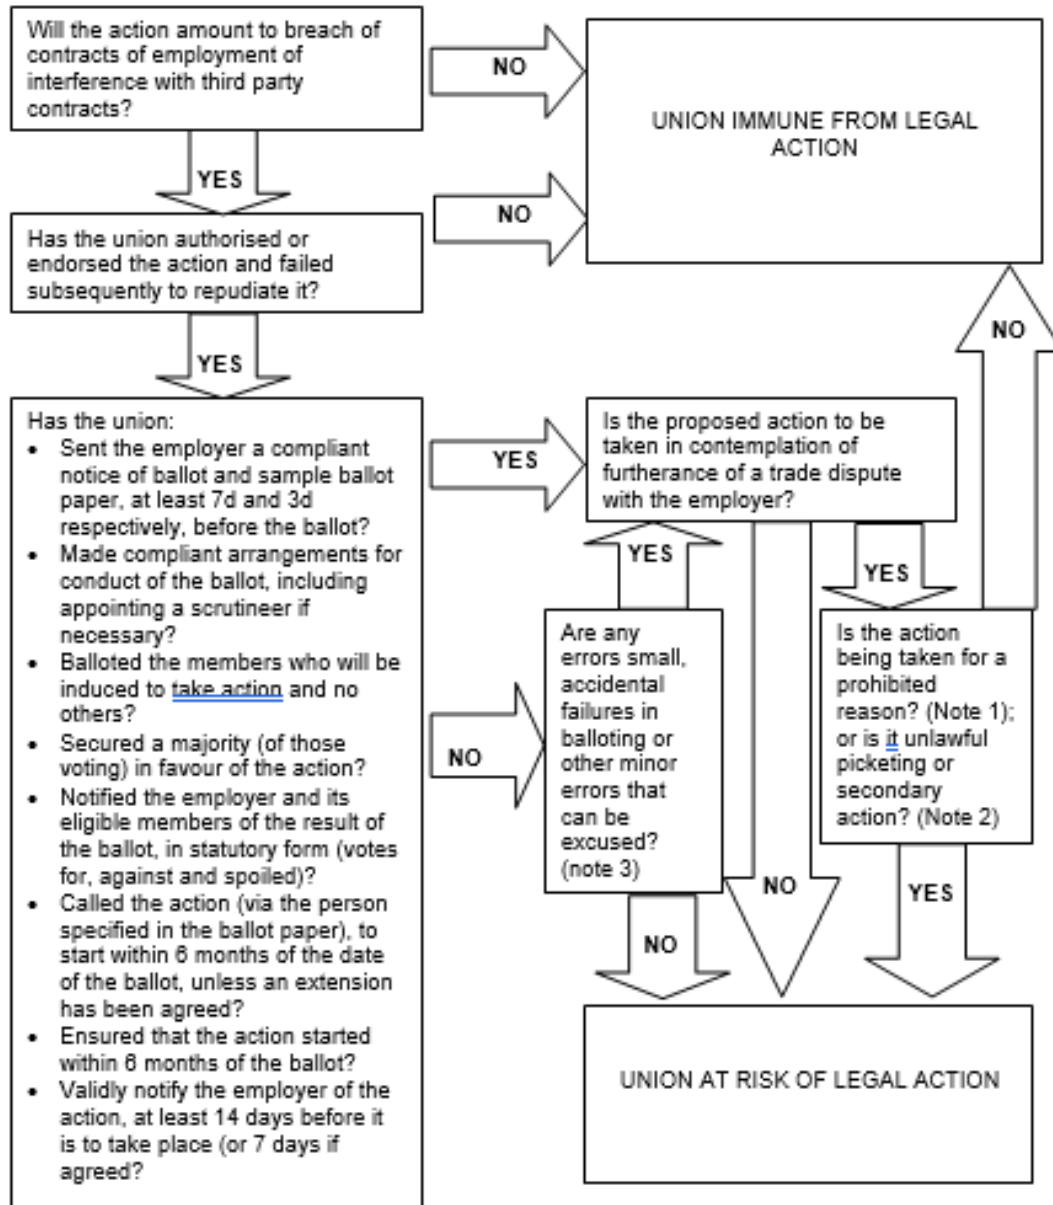 Will the action amount to breach of
contracts of employment of
interference with third party
contracts?
NO
UNION IMMUNE FROM LEGAL
ACTION
YES
NO
Has the union authorised or
endorsed the action and failed
subsequently to repudiate it?
NO
YES
Has the union:
• Sent the employer a compliant
notice of ballot and sample ballot
paper, at least 7d and 3d
respectively, before the ballot?
• Made compliant arrangements for
conduct of the ballot, including
appointing a scrutineer if
necessary?
• Balloted the members who will be
induced to take action and no
others?
• Secured a majority (of those
voting) in favour of the action?
• Notified the employer and its
eligible members of the result of
the ballot, in statutory form (votes
for, against and spoiled)?
• Called the action (via the person
specified in the ballot paper), to
start within 6 months of the date
of the ballot, unless an extension
has been agreed?
• Ensured that the action started
within 6 months of the ballot?
• Validly notify the employer of the
action, at least 14 days before it
is to take place (or 7 days if
agreed?
YES
Is the proposed action to be
taken in contemplation of
furtherance of a trade dispute
with the employer?
YES
YES
NO
Are any
errors small,
accidental
failures in
balloting or
other minor
errors that
can be
excused?
(note 3)
Is the action
being taken for a
prohibited
reason? (Note 1);
or is it unlawful
picketing or
secondary
action? (Note 2)
NO
NO
YES
UNION AT RISK OF LEGAL ACTION